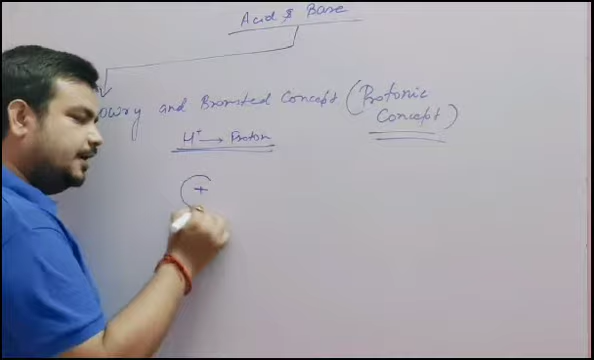 Acid & Base
owry and Bronsted Concept (Protonic
Concept)
H⁺ → Proton
+